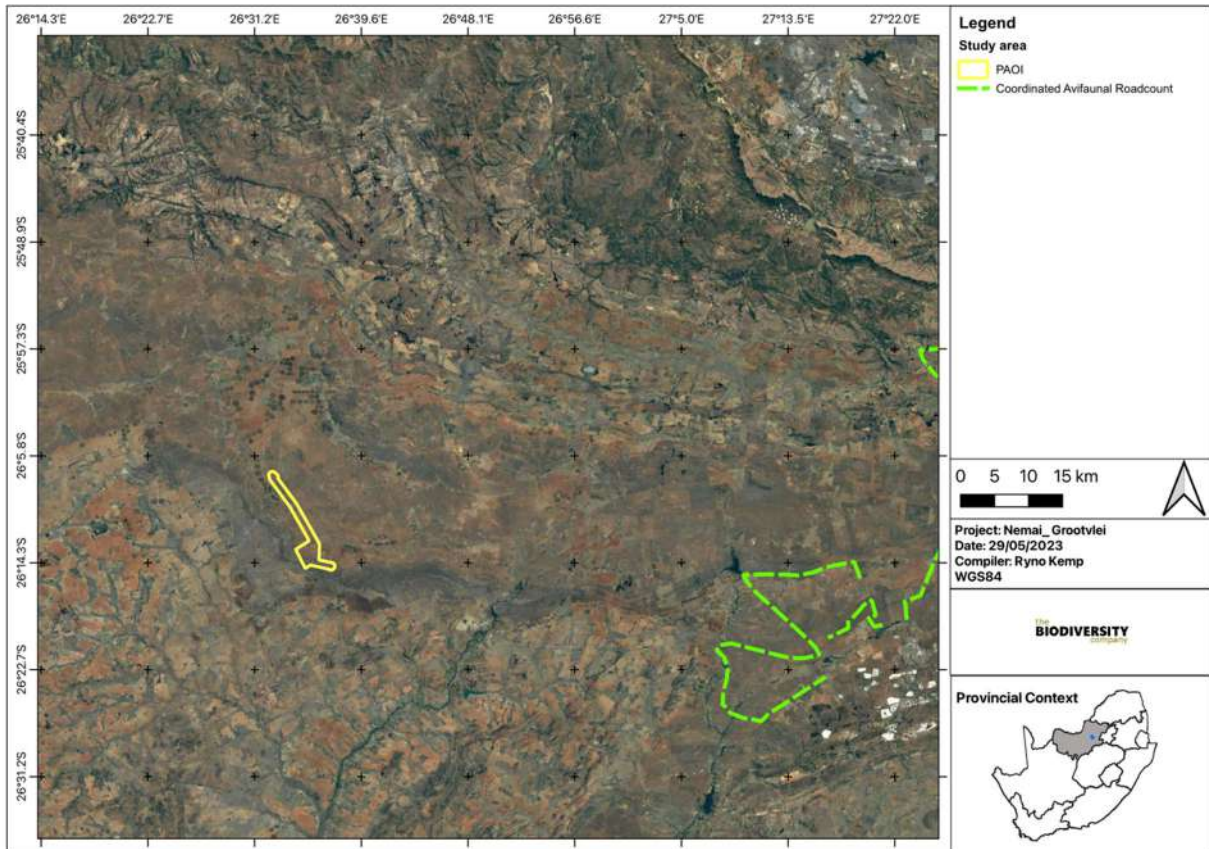 26°14.3'E 26°22.7'E 26°31.2'E 26°39.6'E 26°48.1'E 26°56.6'E 27°5.0'E 27°13.5'E 27°22.0'E
25°40.4'S
25°48.9'S
25°57.3'S
26°5.8'S
26°14.3'S
26°22.7'S
26°31.2'S
Legend
Study area
PAOI
Coordinated Avifaunal Roadcount
0 5 10 15 km
Project: Nemai_Grootvlei
Date: 29/05/2023
Compiler: Ryno Kemp
WGS84
the
BIODIVERSITY
company
Provincial Context